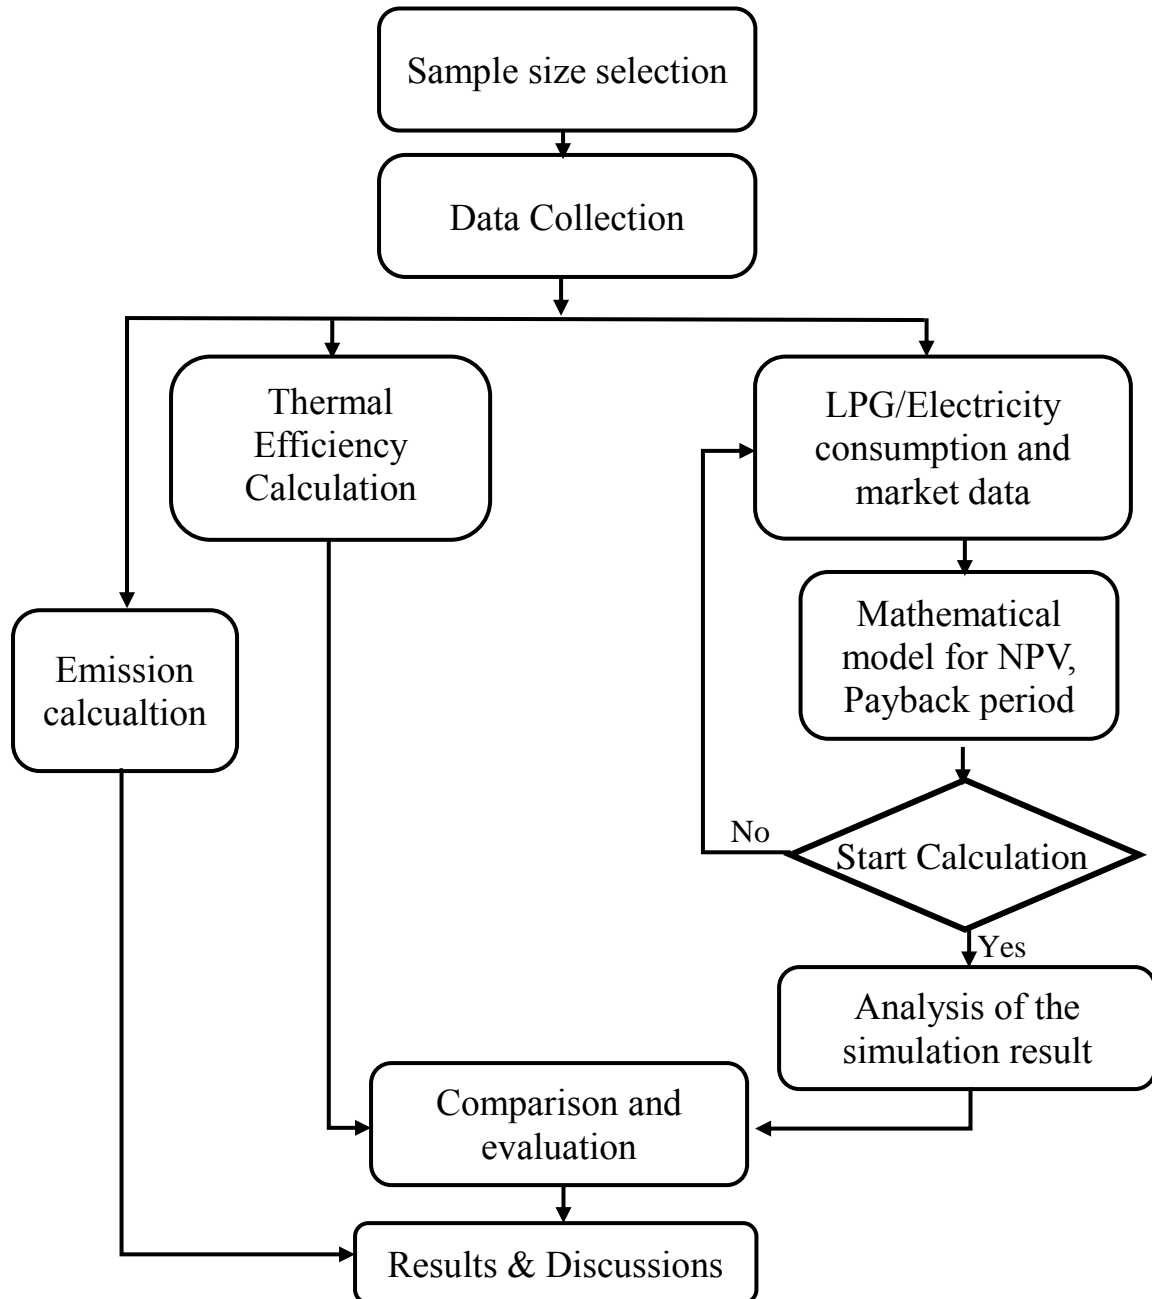 Sample size selection
Data Collection
Thermal
Efficiency
Calculation
LPG/Electricity
consumption and
market data
Emission
calcualtion
Mathematical
model for NPV,
Payback period
No
Start Calculation
Yes
Analysis of the
simulation result
Comparison and
evaluation
Results & Discussions